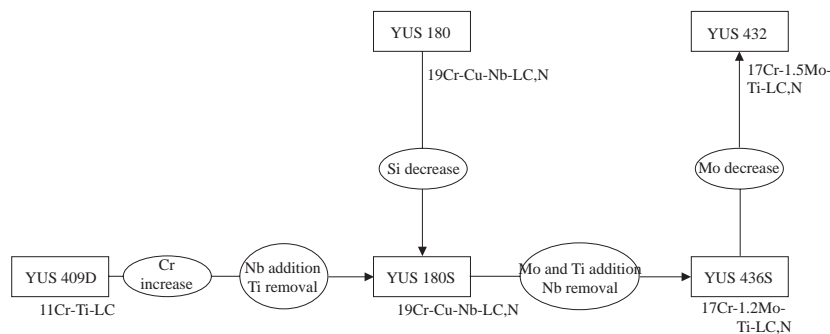 YUS 180
19Cr-Cu-Nb-LC,N
YUS 432
17Cr-1.5Mo-
Ti-LC,N
Si decrease
Mo decrease
YUS 409D
11Cr-Ti-LC
Cr
increase
Nb addition
Ti removal
YUS 180S
19Cr-Cu-Nb-LC,N
Mo and Ti addition
Nb removal
YUS 436S
17Cr-1.2Mo-
Ti-LC,N